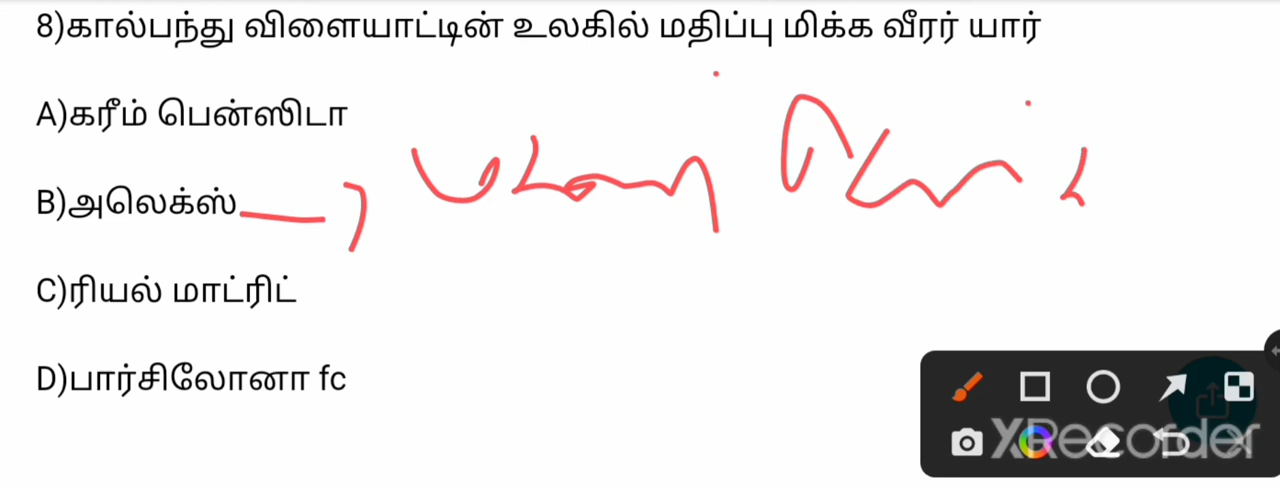 8)கால்பந்து விளையாட்டின் உலகில் மதிப்பு மிக்க வீரர் யார்
A)கரீம் பென்ஸிடா
B)அலெக்ஸ்
C)ரியல் மாட்ரிட்
D)பார்சிலோனா fc
XRecorder